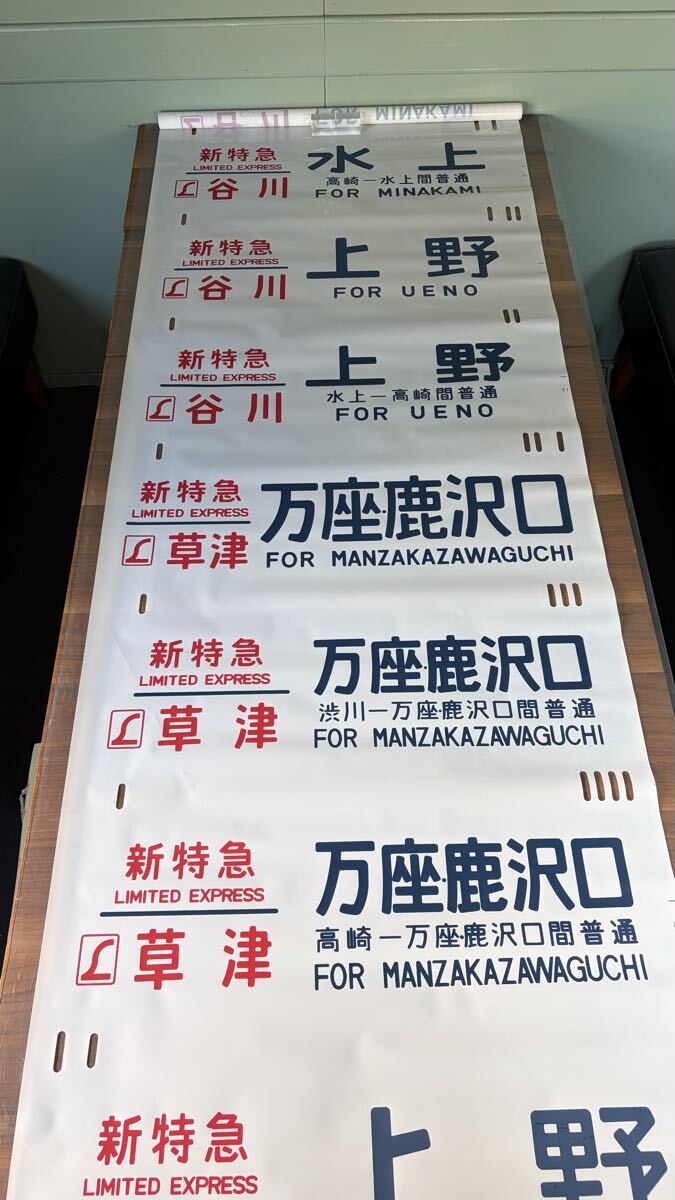 谷川 FOR MINAKAMI
新特急 水上
LIMITED EXPRESS 高崎ー水上間普通
谷川 FOR MINAKAMI
新特急 上野
LIMITED EXPRESS
谷川 FOR UENO
新特急 上野
LIMITED EXPRESS 水上ー高崎間普通
谷川 FOR UENO
新特急 万座・鹿沢口
LIMITED EXPRESS
草津 FOR MANZAKAZAWAGUCHI
新特急 万座・鹿沢口
LIMITED EXPRESS 渋川ー万座・鹿沢口間普通
草津 FOR MANZAKAZAWAGUCHI
新特急 万座・鹿沢口
LIMITED EXPRESS 高崎ー万座・鹿沢口間普通
草津 FOR MANZAKAZAWAGUCHI
新特急 上野
LIMITED EXPRESS